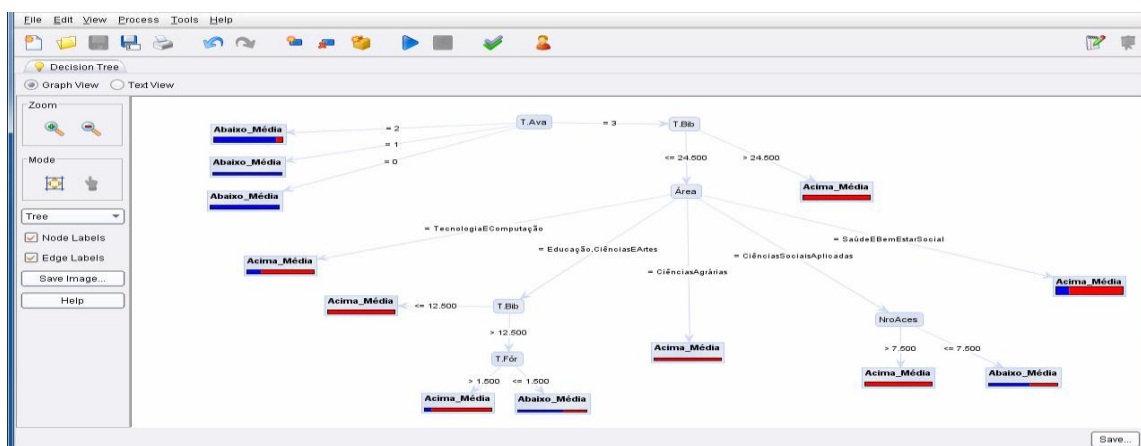 File Edit View Process Tools Help
Decision Tree
Graph View Text View
Zoom
Mode
Tree
Node Labels
Edge Labels
Save Image...
Help
T.Ava
= 3
T.Bib
= 2
Abaixo_Média
= 1
Abaixo_Média
= 0
Abaixo_Média
<= 24.500
> 24.500
Área
Acima_Média
= TecnologiaEComputação
= Educação,CiênciasEArtes
= CiênciasAgrárias
= CiênciasSociaisAplicadas
= SaúdeEBemEstarSocial
Acima_Média
Acima_Média
Acima_Média
<= 12.500
T.Bib
> 12.500
NroAces
T.Fór
Acima_Média
> 7.500
<= 7.500
> 1.500
<= 1.500
Acima_Média
Abaixo_Média
Acima_Média
Abaixo_Média
Save...